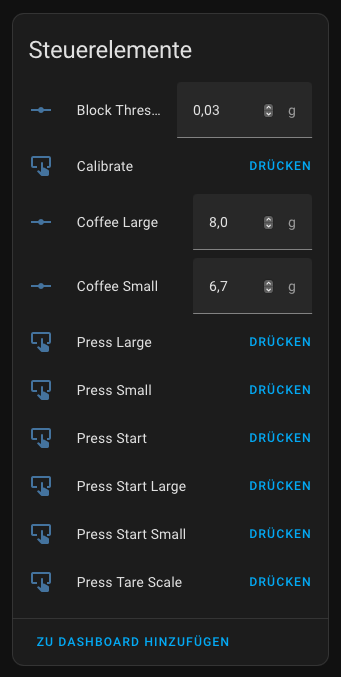 Steuerelemente
Block Thres... 0,03 g
Calibrate DRÜCKEN
Coffee Large 8,0 g
Coffee Small 6,7 g
Press Large DRÜCKEN
Press Small DRÜCKEN
Press Start DRÜCKEN
Press Start Large DRÜCKEN
Press Start Small DRÜCKEN
Press Tare Scale DRÜCKEN
ZU DASHBOARD HINZUFÜGEN